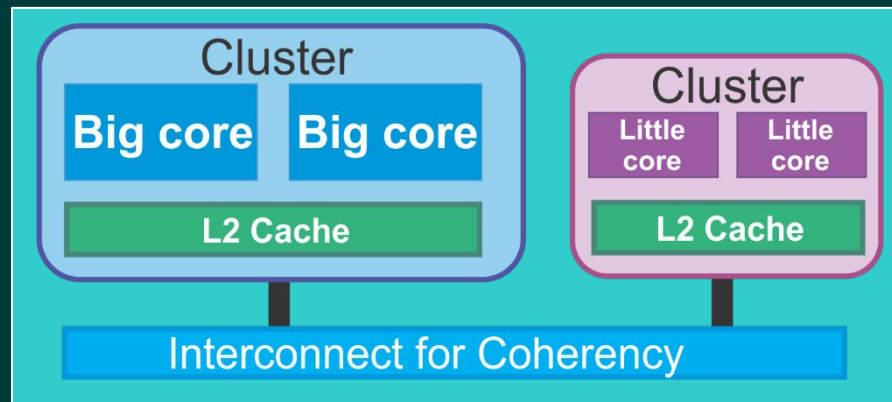 Cluster
Big core
Big core
L2 Cache
Cluster
Little
core
Little
core
L2 Cache
Interconnect for Coherency